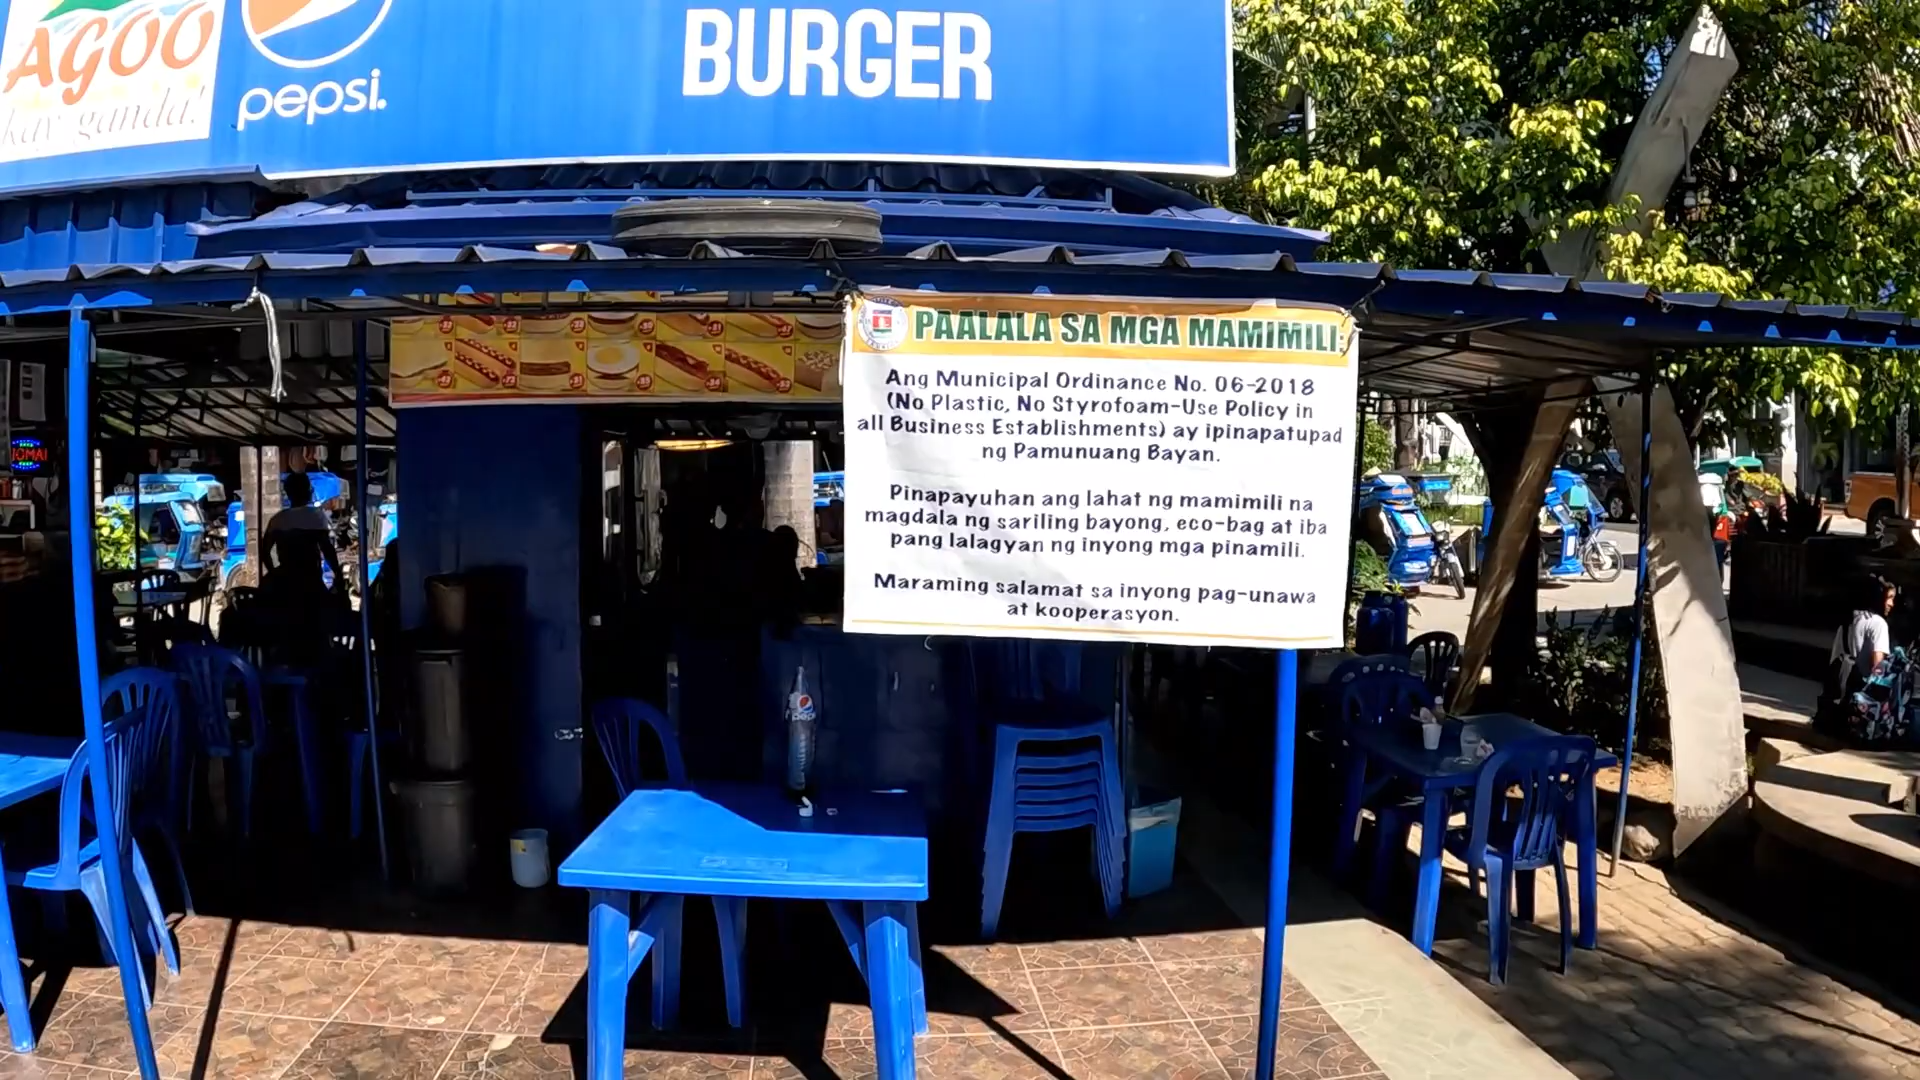 AGOO
kay ganda!
pepsi.
BURGER
PAALALA SA MGA MAMIMILI:
Ang Municipal Ordinance No. 06-2018
(No Plastic, No Styrofoam-Use Policy in
all Business Establishments) ay ipinapatupad
ng Pamunuang Bayan.
Pinapayuhan ang lahat ng mamimili na
magdala ng sariling bayong, eco-bag at iba
pang lalagyan ng inyong mga pinamili.
Maraming salamat sa inyong pag-unawa
at kooperasyon.
pepsi